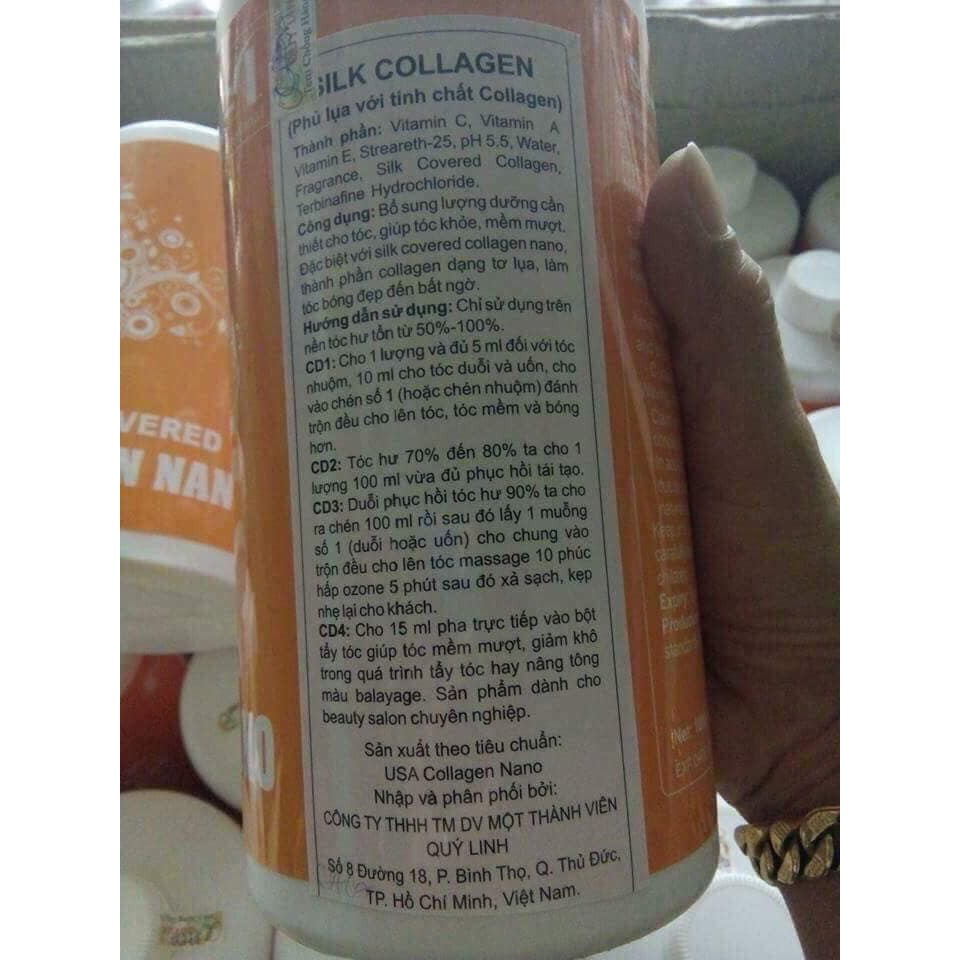 Tem Chống Hàng
SILK COLLAGEN
(Phủ lụa với tinh chất Collagen)
Thành phần: Vitamin C, Vitamin A
Vitamin E, Streareth-25, pH 5.5, Water,
Fragrance, Silk Covered Collagen,
Terbinafine Hydrochloride.
Công dụng: Bổ sung lượng dưỡng cần
thiết cho tóc, giúp tóc khỏe, mềm mượt.
Đặc biệt với silk covered collagen nano,
thành phần collagen dạng tơ lụa, làm
tóc bóng đẹp đến bất ngờ.
Hướng dẫn sử dụng: Chỉ sử dụng trên
nền tóc hư tổn từ 50%-100%.
CD1: Cho 1 lượng và đủ 5 ml đối với tóc
nhuộm, 10 ml cho tóc duỗi và uốn, cho
vào chén số 1 (hoặc chén nhuộm) đánh
trộn đều cho lên tóc, tóc mềm và bóng
hơn.
CD2: Tóc hư 70% đến 80% ta cho 1
lượng 100 ml vừa đủ phục hồi tái tạo.
CD3: Duỗi phục hồi tóc hư 90% ta cho
ra chén 100 ml rồi sau đó lấy 1 muỗng
số 1 (duỗi hoặc uốn) cho chung vào
trộn đều cho lên tóc massage 10 phúc
hấp ozone 5 phút sau đó xả sạch, kẹp
nhẹ lại cho khách.
CD4: Cho 15 ml pha trực tiếp vào bột
tẩy tóc giúp tóc mềm mượt, giảm khô
trong quá trình tẩy tóc hay nâng tông
màu balayage. Sản phẩm dành cho
beauty salon chuyên nghiệp.
Sản xuất theo tiêu chuẩn:
USA Collagen Nano
Nhập và phân phối bởi:
CÔNG TY THHH TM DV MỘT THÀNH VIÊN
QUÝ LINH
Số 8 Đường 18, P. Bình Thọ, Q. Thủ Đức,
TP. Hồ Chí Minh, Việt Nam.
VERED
N NAN
Expiry
Produ
standar